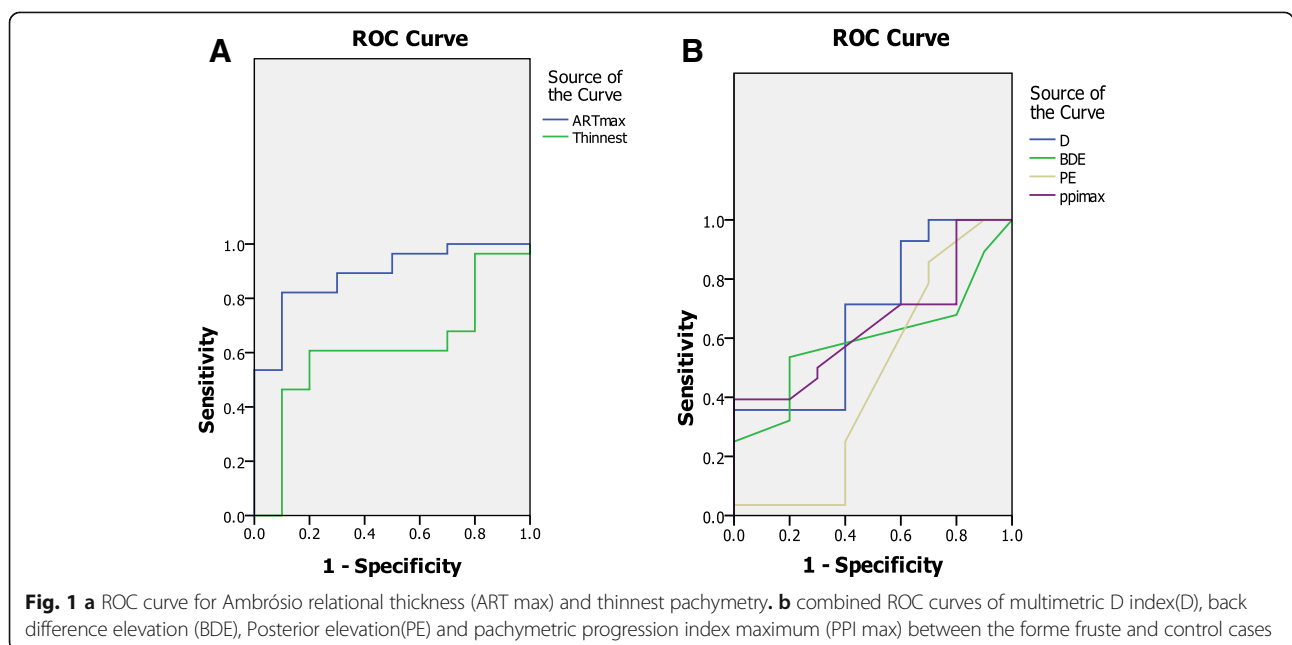 A
ROC Curve
Source of
the Curve
ARTmax
Thinnest
Sensitivity
1.0
0.8
0.6
0.4
0.2
0.0
0.0 0.2 0.4 0.6 0.8 1.0
1 - Specificity
B
ROC Curve
Source of
the Curve
D
BDE
PE
ppimax
Sensitivity
1.0
0.8
0.6
0.4
0.2
0.0
0.0 0.2 0.4 0.6 0.8 1.0
1 - Specificity
Fig. 1 a ROC curve for Ambrósio relational thickness (ART max) and thinnest pachymetry. b combined ROC curves of multimetric D index(D), back
difference elevation (BDE), Posterior elevation(PE) and pachymetric progression index maximum (PPI max) between the forme fruste and control cases